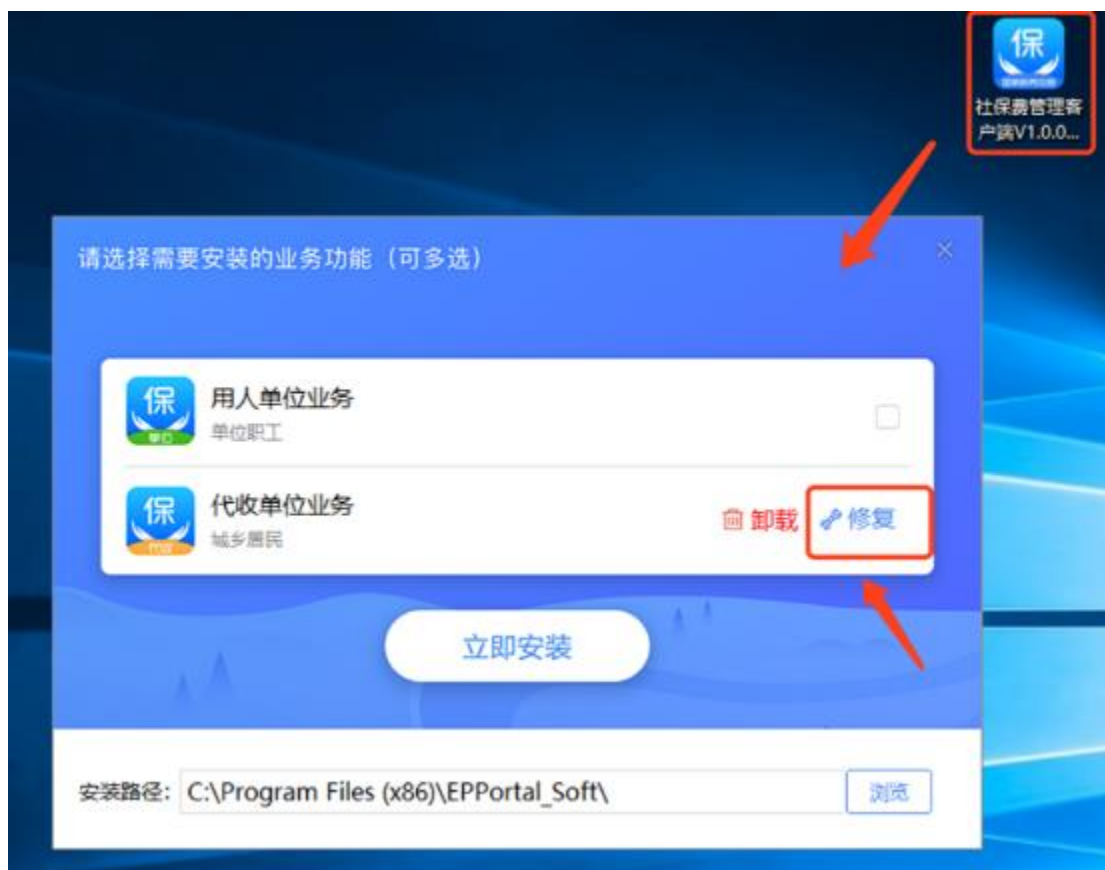 保
社保费管理客
户端V1.0.0...
请选择需要安装的业务功能（可多选）
保
用人单位业务
单位
单位职工
保
代收单位业务
城乡居民
卸载
修复
立即安装
安装路径：
C:\Program Files (x86)\EPPortal_Soft\
浏览